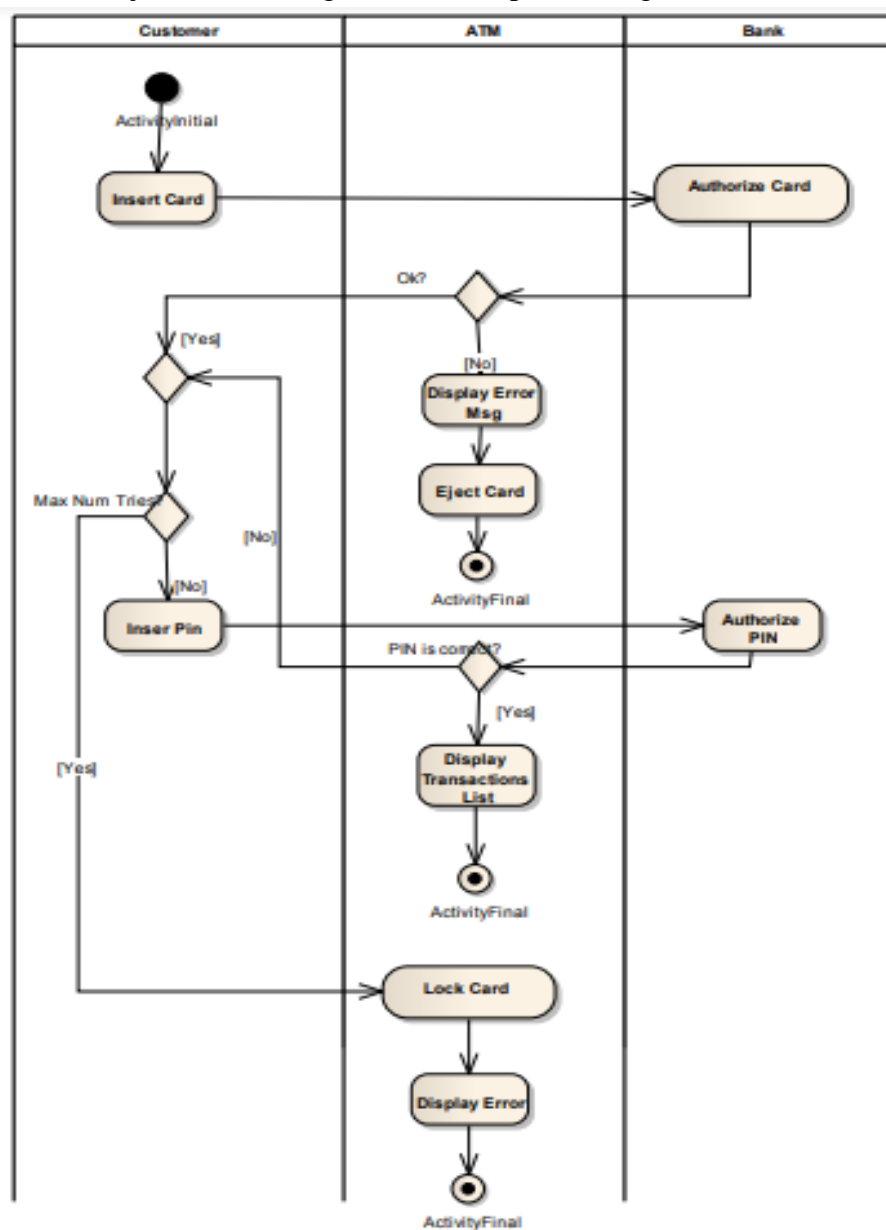 Customer
ATM
Bank
ActivityInitial
Insert Card
Authorize Card
Ok?
[Yes]
[No]
Display Error
Msg
Eject Card
Max Num Tries?
[No]
ActivityFinal
[No]
Inser Pin
Authorize
PIN
PIN is correct?
[Yes]
Display
Transactions
List
[Yes]
ActivityFinal
Lock Card
Display Error
ActivityFinal